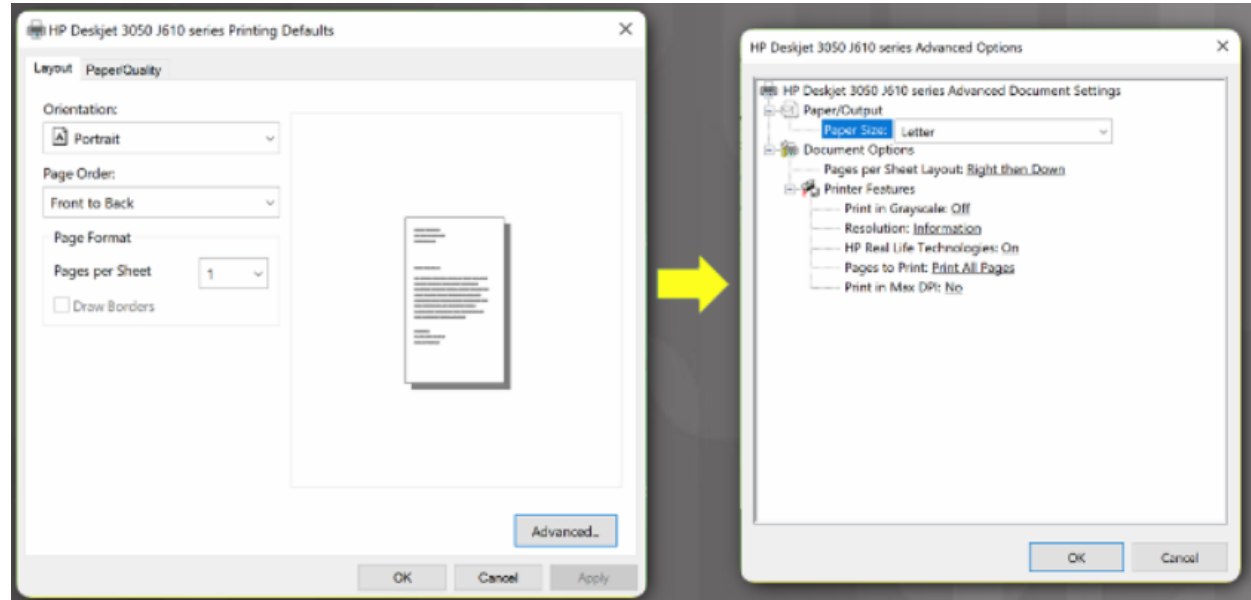 HP Deskjet 3050 J610 series Printing Defaults
Layout Paper/Quality
Orientation:
Portrait
Page Order:
Front to Back
Page Format
Pages per Sheet 1
Draw Borders
Advanced...
OK Cancel Apply
HP Deskjet 3050 J610 series Advanced Options
HP Deskjet 3050 J610 series Advanced Document Settings
Paper/Output
Paper Size: Letter
Document Options
Pages per Sheet Layout: Right then Down
Printer Features
Print in Grayscale: Off
Resolution: Information
HP Real Life Technologies: On
Pages to Print: Print All Pages
Print in Max DPI: No
OK Cancel